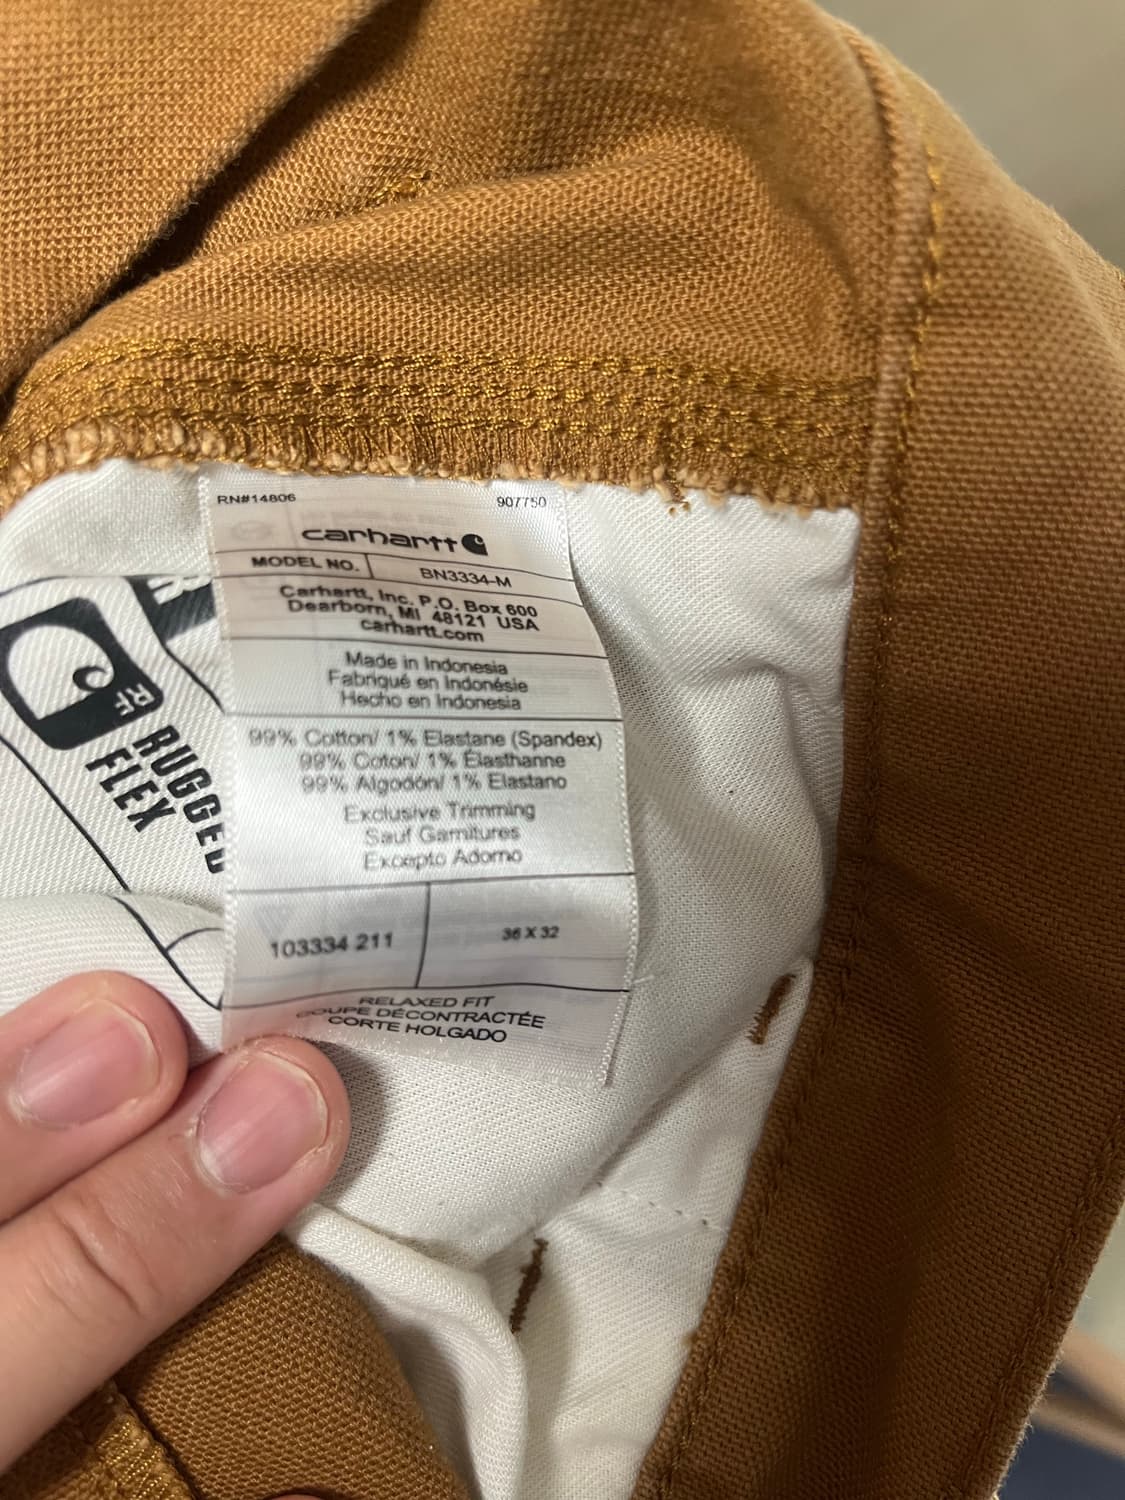 RN#14806 907750
carhartt
MODEL NO. BN3334-M
Carhartt, Inc. P.O. Box 600
Dearborn, MI 48121 USA
carhartt.com
Made in Indonesia
Fabriqué en Indonésie
Hecho en Indonesia
99% Cotton/ 1% Elastane (Spandex)
99% Coton/ 1% Élasthanne
99% Algodón/ 1% Elastano
Exclusive Trimming
Sauf Garnitures
Excepto Adorno
103334 211 36 X 32
RELAXED FIT
COUPE DÉCONTRACTÉE
CORTE HOLGADO
RF
RUGGED
FLEX